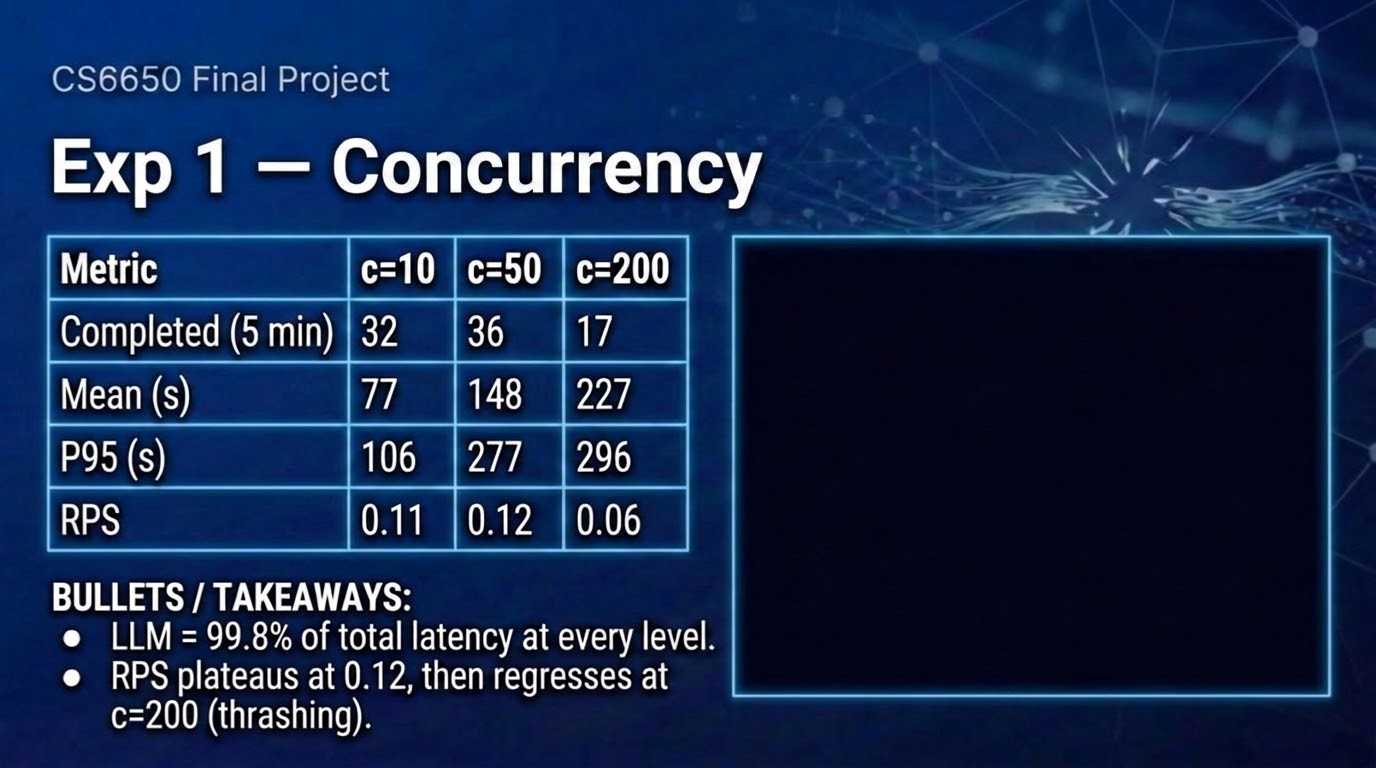 CS6650 Final Project
Exp 1 — Concurrency
Metric c=10 c=50 c=200
Completed (5 min) 32 36 17
Mean (s) 77 148 227
P95 (s) 106 277 296
RPS 0.11 0.12 0.06
BULLETS / TAKEAWAYS:
● LLM = 99.8% of total latency at every level.
● RPS plateaus at 0.12, then regresses at
c=200 (thrashing).